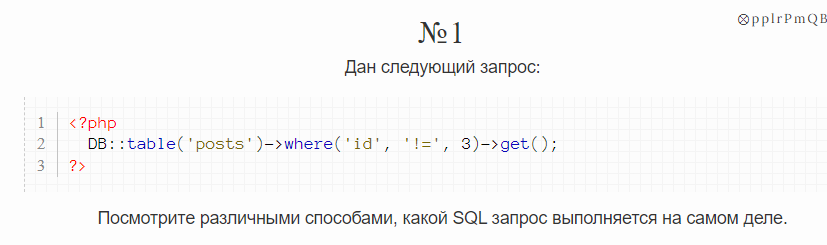 ⊗pplrPmQB
№1
Дан следующий запрос:
1 <?php
2 DB::table('posts')->where('id', '!=', 3)->get();
3 ?>
Посмотрите различными способами, какой SQL запрос выполняется на самом деле.